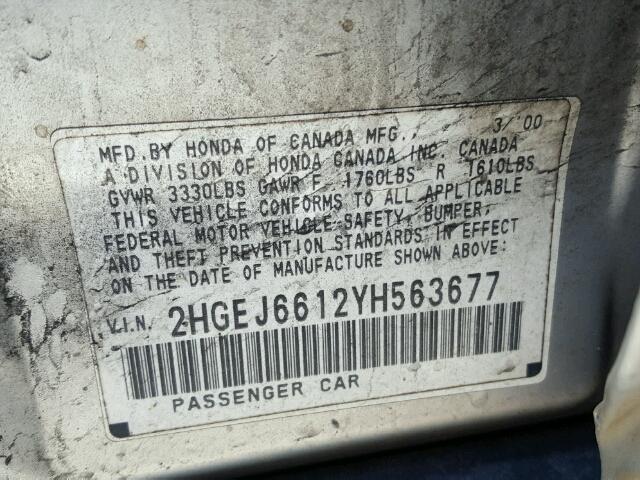 MFD. BY HONDA OF CANADA MFG., 3/00
A DIVISION OF HONDA CANADA INC. CANADA
GVWR 3330LBS GAWR F 1760LBS R 1610LBS
THIS VEHICLE CONFORMS TO ALL APPLICABLE
FEDERAL MOTOR VEHICLE SAFETY, BUMPER,
AND THEFT PREVENTION STANDARDS IN EFFECT
ON THE DATE OF MANUFACTURE SHOWN ABOVE:
V.I.N. 2HGEJ6612YH563677
PASSENGER CAR